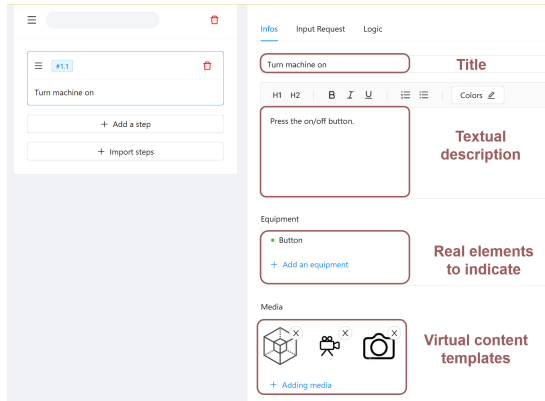 Infos Input Request Logic
#1.1
Turn machine on
+ Add a step
+ Import steps
Turn machine on
Title
H1 H2 B I U Colors
Press the on/off button.
Textual
description
Equipment
Button
+ Add an equipment
Real elements
to indicate
Media
X X X
+ Adding media
Virtual content
templates